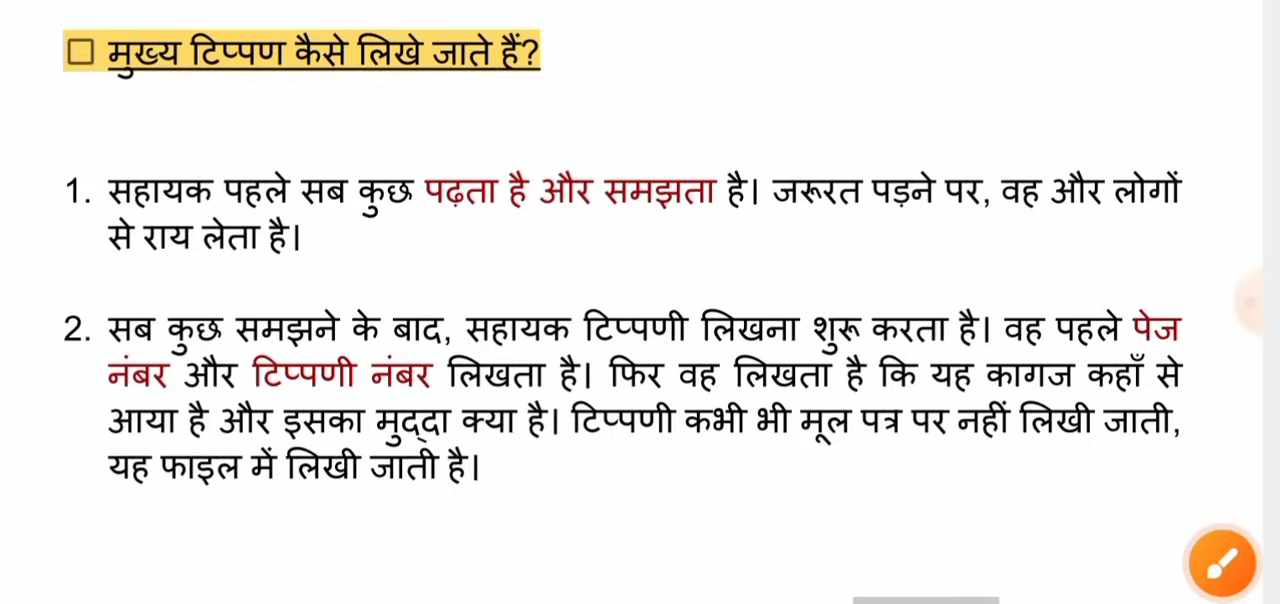 □ मुख्य टिप्पण कैसे लिखे जाते हैं?
1. सहायक पहले सब कुछ पढ़ता है और समझता है। जरूरत पड़ने पर, वह और लोगों
से राय लेता है।
2. सब कुछ समझने के बाद, सहायक टिप्पणी लिखना शुरू करता है। वह पहले पेज
नंबर और टिप्पणी नंबर लिखता है। फिर वह लिखता है कि यह कागज कहाँ से
आया है और इसका मुद्दा क्या है। टिप्पणी कभी भी मूल पत्र पर नहीं लिखी जाती,
यह फाइल में लिखी जाती है।